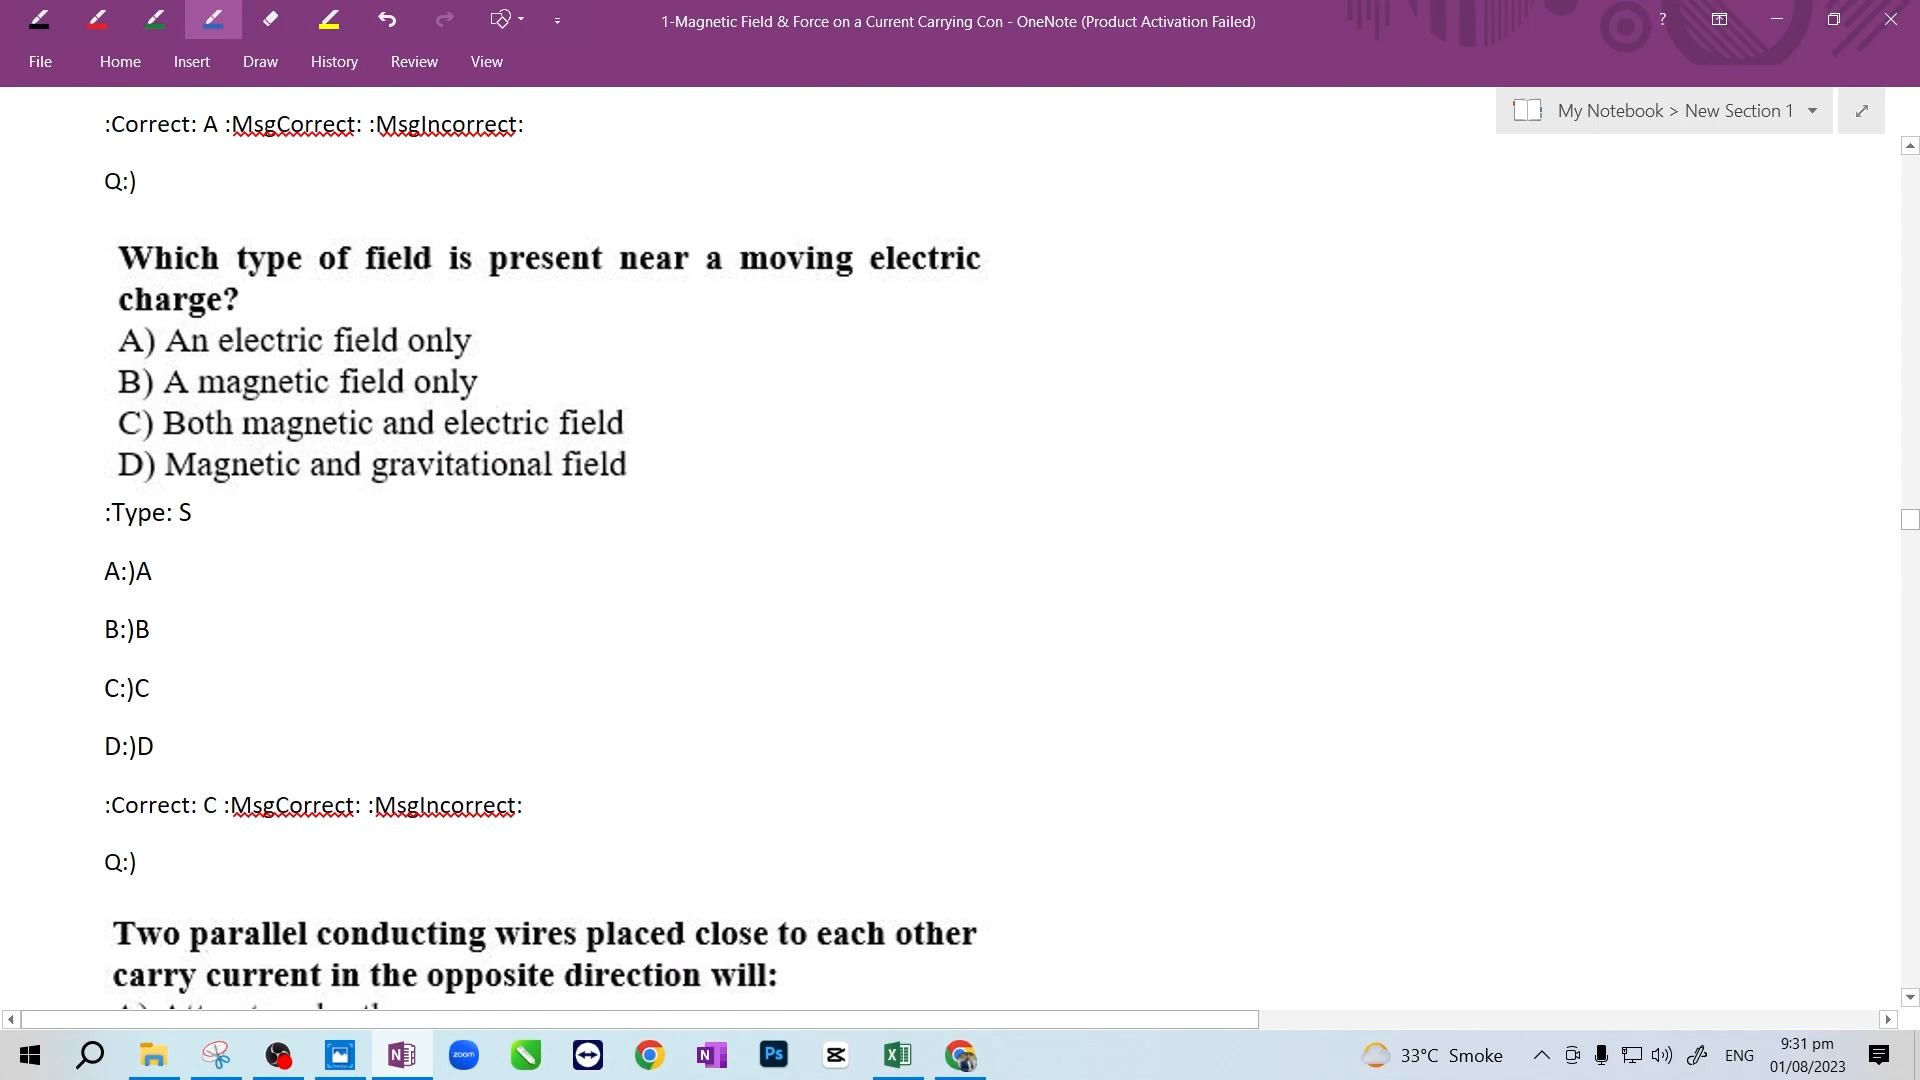 1-Magnetic Field & Force on a Current Carrying Con - OneNote (Product Activation Failed)
?
File Home Insert Draw History Review View
My Notebook > New Section 1
:Correct: A :MsgCorrect: :MsgIncorrect:
Q:)
Which type of field is present near a moving electric
charge?
A) An electric field only
B) A magnetic field only
C) Both magnetic and electric field
D) Magnetic and gravitational field
:Type: S
A:)A
B:)B
C:)C
D:)D
:Correct: C :MsgCorrect: :MsgIncorrect:
Q:)
Two parallel conducting wires placed close to each other
carry current in the opposite direction will:
zoom
N
Ps
33°C Smoke
ENG
9:31 pm
01/08/2023